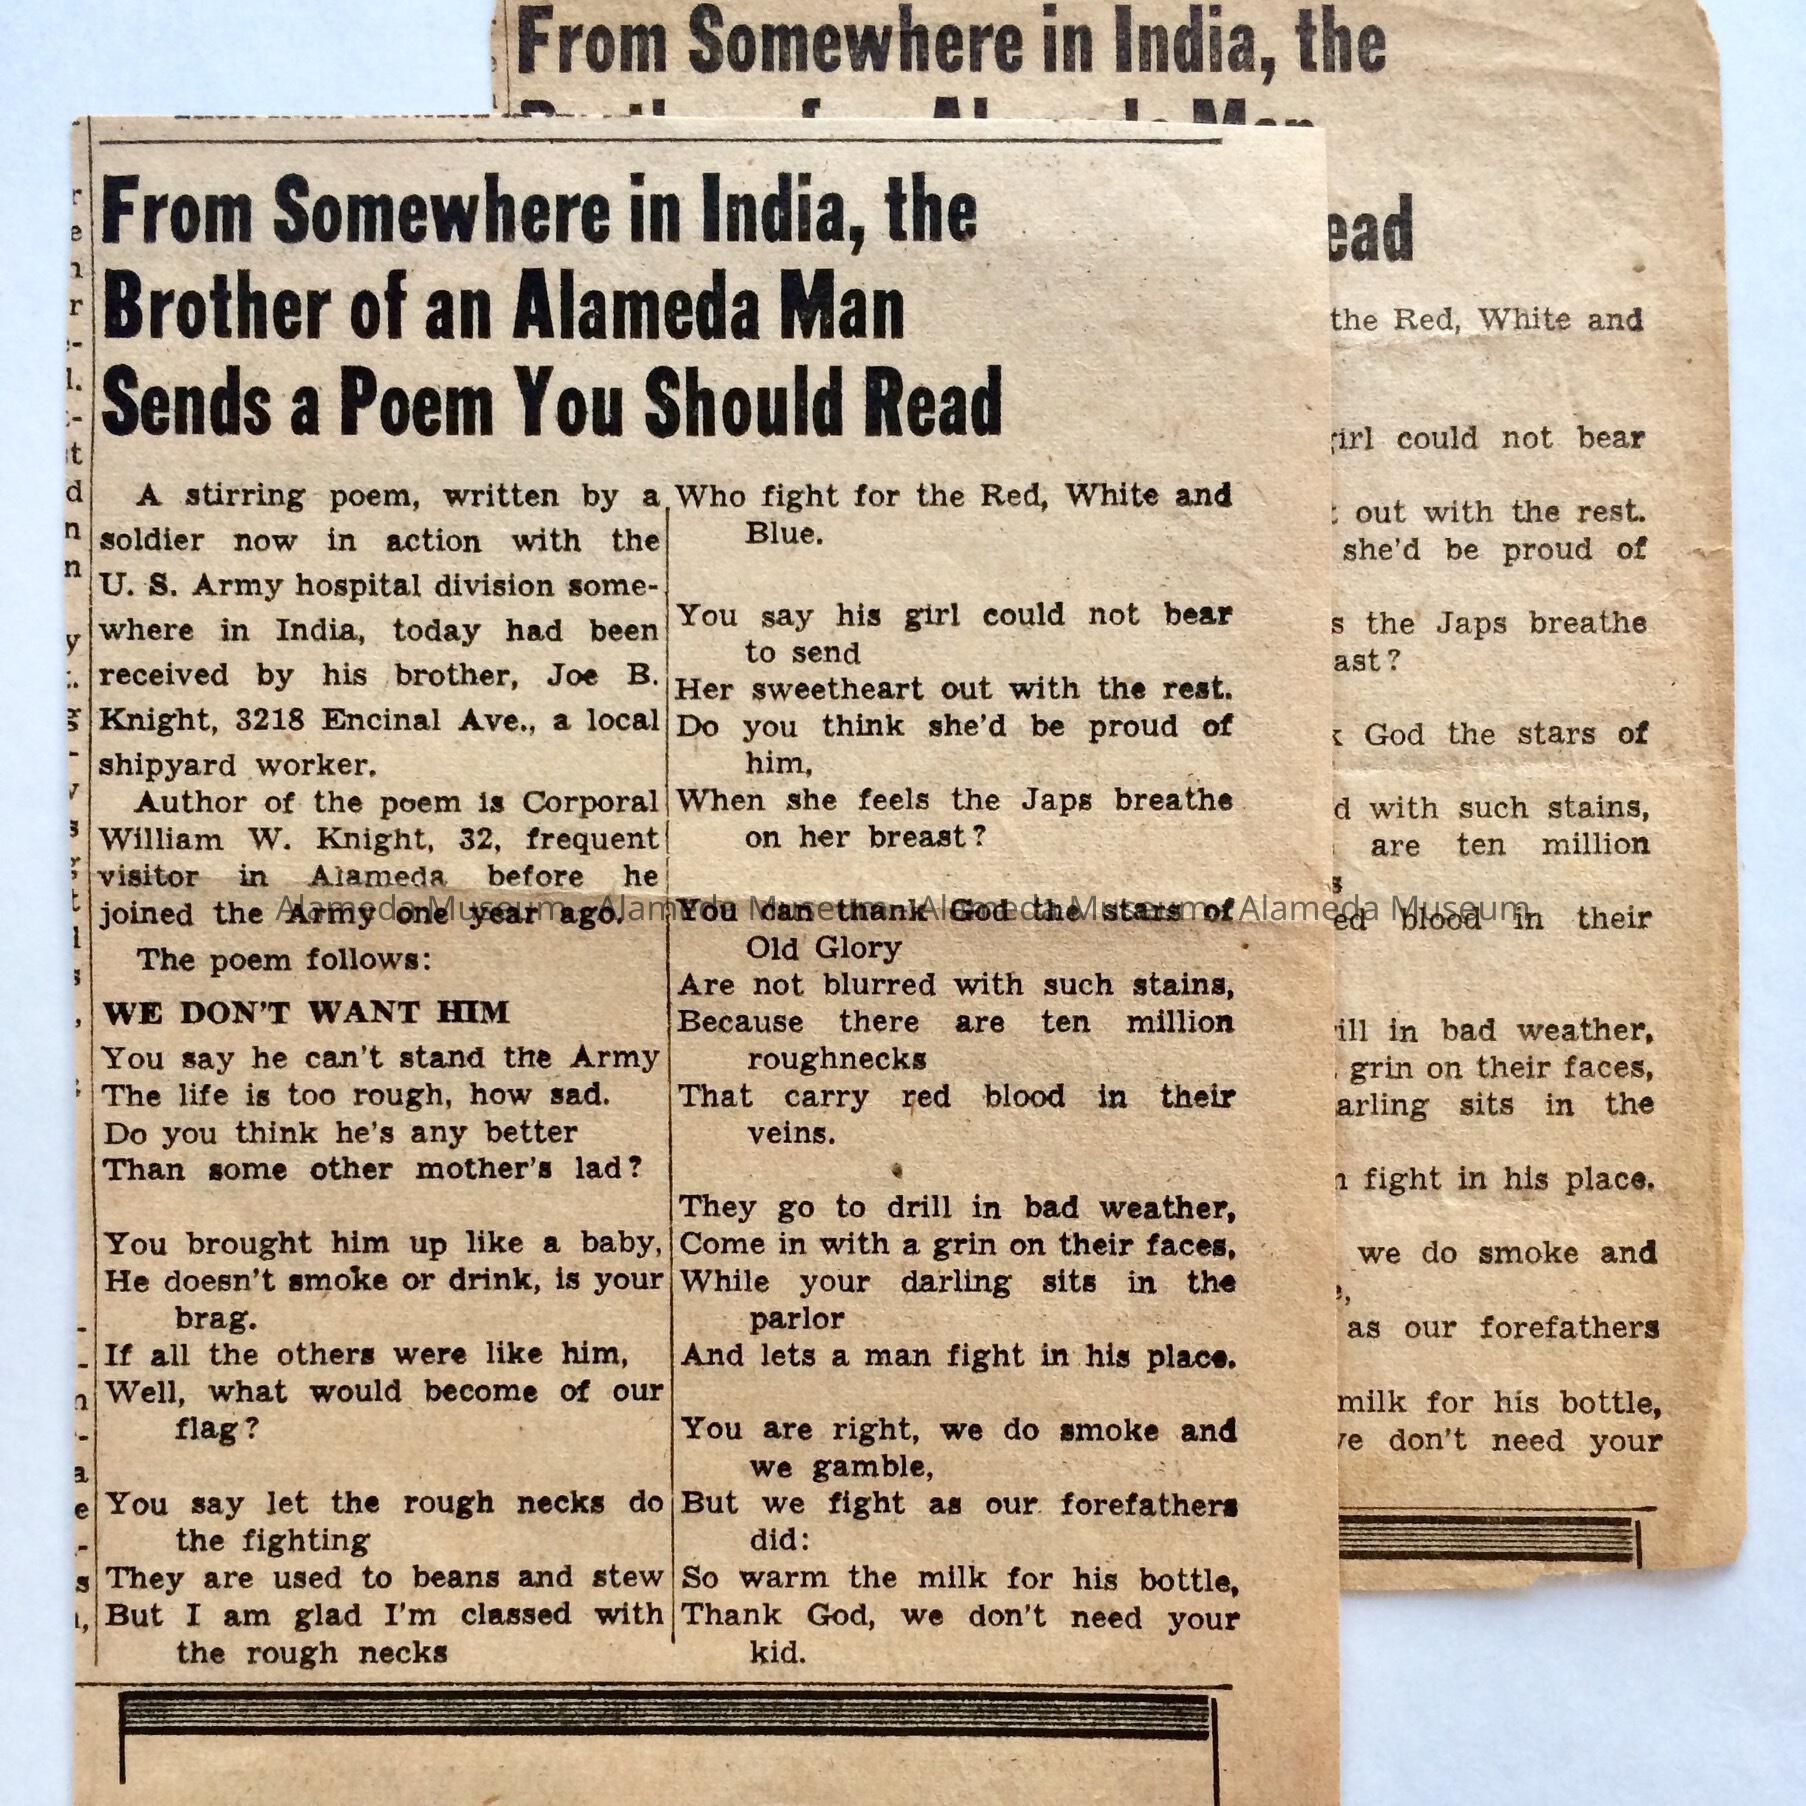 From Somewhere in India, the
ead
the Red, White and
girl could not bear
out with the rest.
she'd be proud of
the Japs breathe
ast?
God the stars of
with such stains,
are ten million
ed blood in their
ill in bad weather,
grin on their faces,
arling sits in the
fight in his place.
we do smoke and
as our forefathers
milk for his bottle,
ve don't need your
From Somewhere in India, the
Brother of an Alameda Man
Sends a Poem You Should Read
A stirring poem, written by a
soldier now in action with the
U. S. Army hospital division some-
where in India, today had been
received by his brother, Joe B.
Knight, 3218 Encinal Ave., a local
shipyard worker.
Author of the poem is Corporal
William W. Knight, 32, frequent
visitor in Alameda before he
joined the Army one year ago.
The poem follows:
WE DON'T WANT HIM
You say he can't stand the Army
The life is too rough, how sad.
Do you think he's any better
Than some other mother's lad?
You brought him up like a baby,
He doesn't smoke or drink, is your
brag.
If all the others were like him,
Well, what would become of our
flag?
You say let the rough necks do
the fighting
They are used to beans and stew
But I am glad I'm classed with
the rough necks
Who fight for the Red, White and
Blue.
You say his girl could not bear
to send
Her sweetheart out with the rest.
Do you think she'd be proud of
him,
When she feels the Japs breathe
on her breast?
You can thank God the stars of
Old Glory
Are not blurred with such stains,
Because there are ten million
roughnecks
That carry red blood in their
veins.
They go to drill in bad weather,
Come in with a grin on their faces,
While your darling sits in the
parlor
And lets a man fight in his place.
You are right, we do smoke and
we gamble,
But we fight as our forefathers
did:
So warm the milk for his bottle,
Thank God, we don't need your
kid.
Alameda Museum - Alameda Museum - Alameda Museum - Alameda Museum